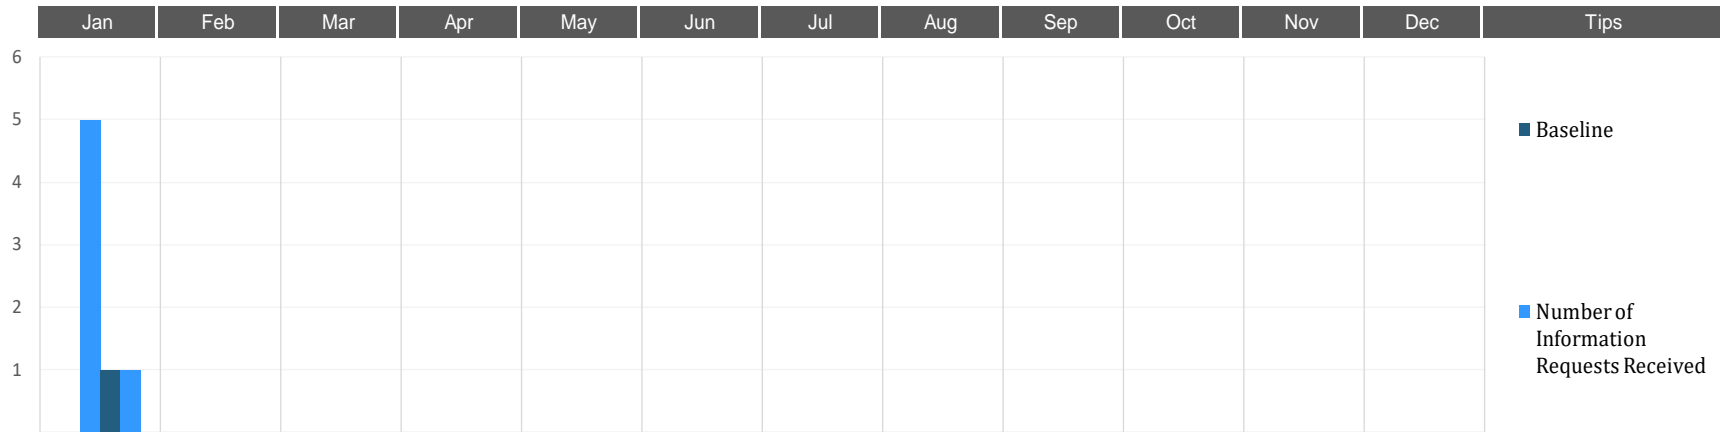 Jan Feb Mar Apr May Jun Jul Aug Sep Oct Nov Dec Tips
6
5
Baseline
4
3
2
Number of
Information
Requests Received
1